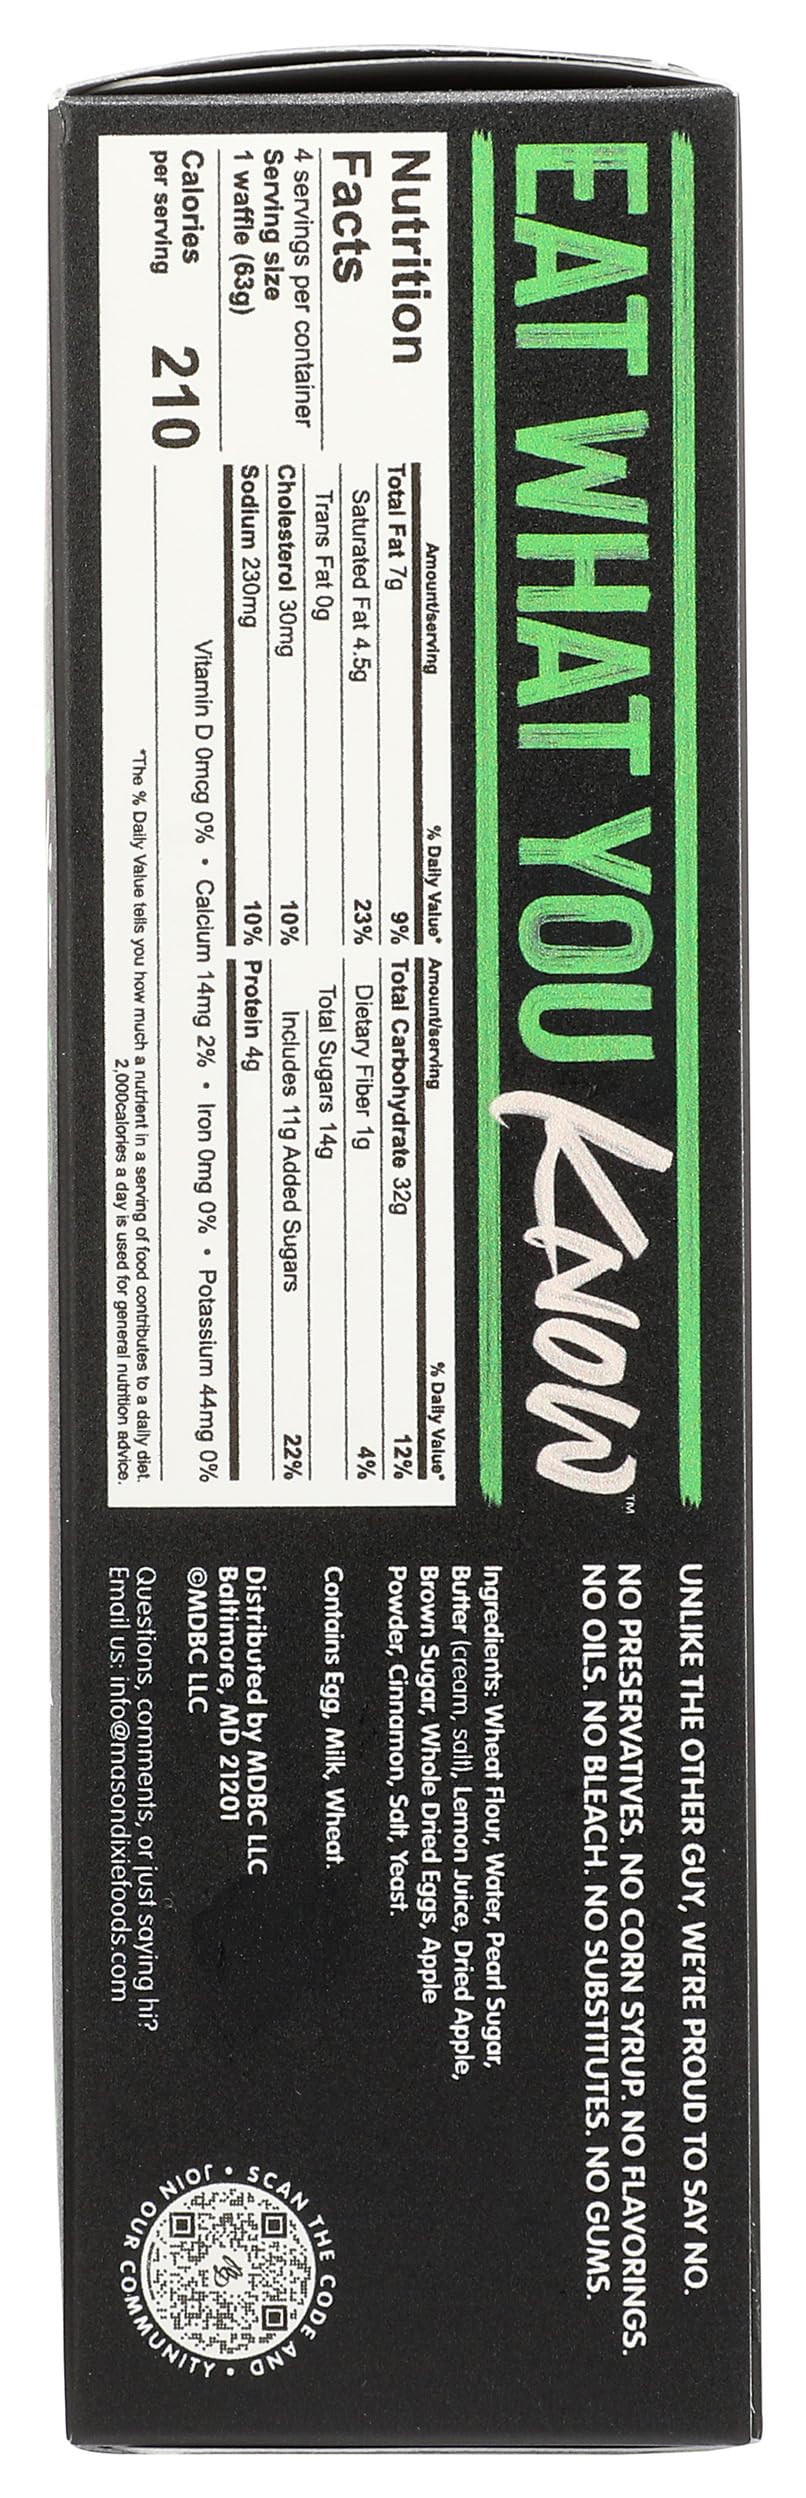 EAT WHAT YOU KNOW™
Nutrition
Facts
4 servings per container
Serving size
1 waffle (63g)
Calories
per serving
210
Amount/serving % Daily Value*
Total Fat 7g 9%
Saturated Fat 4.5g 23%
Trans Fat 0g
Cholesterol 30mg 10%
Sodium 230mg 10%
Amount/serving % Daily Value*
Total Carbohydrate 32g 12%
Dietary Fiber 1g 4%
Total Sugars 14g
Includes 11g Added Sugars 22%
Protein 4g
Vitamin D 0mcg 0% • Calcium 14mg 2% • Iron 0mg 0% • Potassium 44mg 0%
*The % Daily Value tells you how much a nutrient in a serving of food contributes to a daily diet.
2,000calories a day is used for general nutrition advice.
UNLIKE THE OTHER GUY, WE'RE PROUD TO SAY NO.
NO PRESERVATIVES. NO CORN SYRUP. NO FLAVORINGS.
NO OILS. NO BLEACH. NO SUBSTITUTES. NO GUMS.
Ingredients: Wheat Flour, Water, Pearl Sugar,
Butter (cream, salt), Lemon Juice, Dried Apple,
Brown Sugar, Whole Dried Eggs, Apple
Powder, Cinnamon, Salt, Yeast.
Contains Egg, Milk, Wheat.
Distributed by MDBC LLC
Baltimore, MD 21201
©MDBC LLC
Questions, comments, or just saying hi?
Email us: info@masondixiefoods.com
SCAN THE CODE AND • JOIN OUR COMMUNITY •